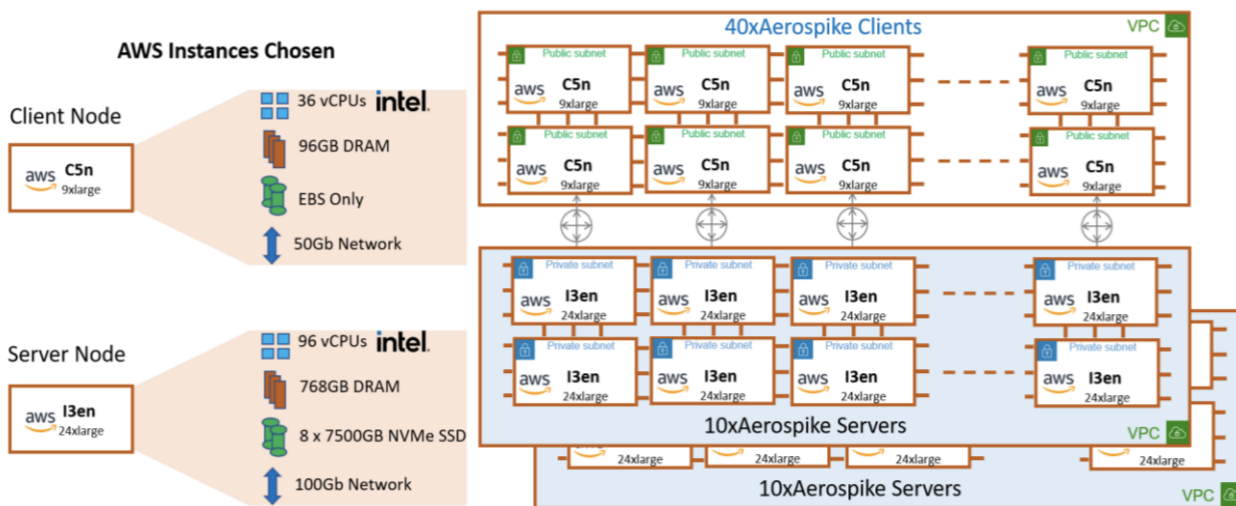 AWS Instances Chosen
Client Node
aws C5n
9xlarge
36 vCPUs intel.
96GB DRAM
EBS Only
50Gb Network
Server Node
aws I3en
24xlarge
96 vCPUs intel.
768GB DRAM
8 x 7500GB NVMe SSD
100Gb Network
40xAerospike Clients
VPC
Public subnet Public subnet Public subnet Public subnet
aws C5n aws C5n aws C5n aws C5n
9xlarge 9xlarge 9xlarge 9xlarge
Public subnet Public subnet Public subnet Public subnet
aws C5n aws C5n aws C5n aws C5n
9xlarge 9xlarge 9xlarge 9xlarge
Private subnet Private subnet Private subnet Private subnet
aws I3en aws I3en aws I3en aws I3en
24xlarge 24xlarge 24xlarge 24xlarge
Private subnet Private subnet Private subnet Private subnet
aws I3en aws I3en aws I3en aws I3en
24xlarge 24xlarge 24xlarge 24xlarge
10xAerospike Servers
VPC
24xlarge 24xlarge 24xlarge 24xlarge
10xAerospike Servers
VPC